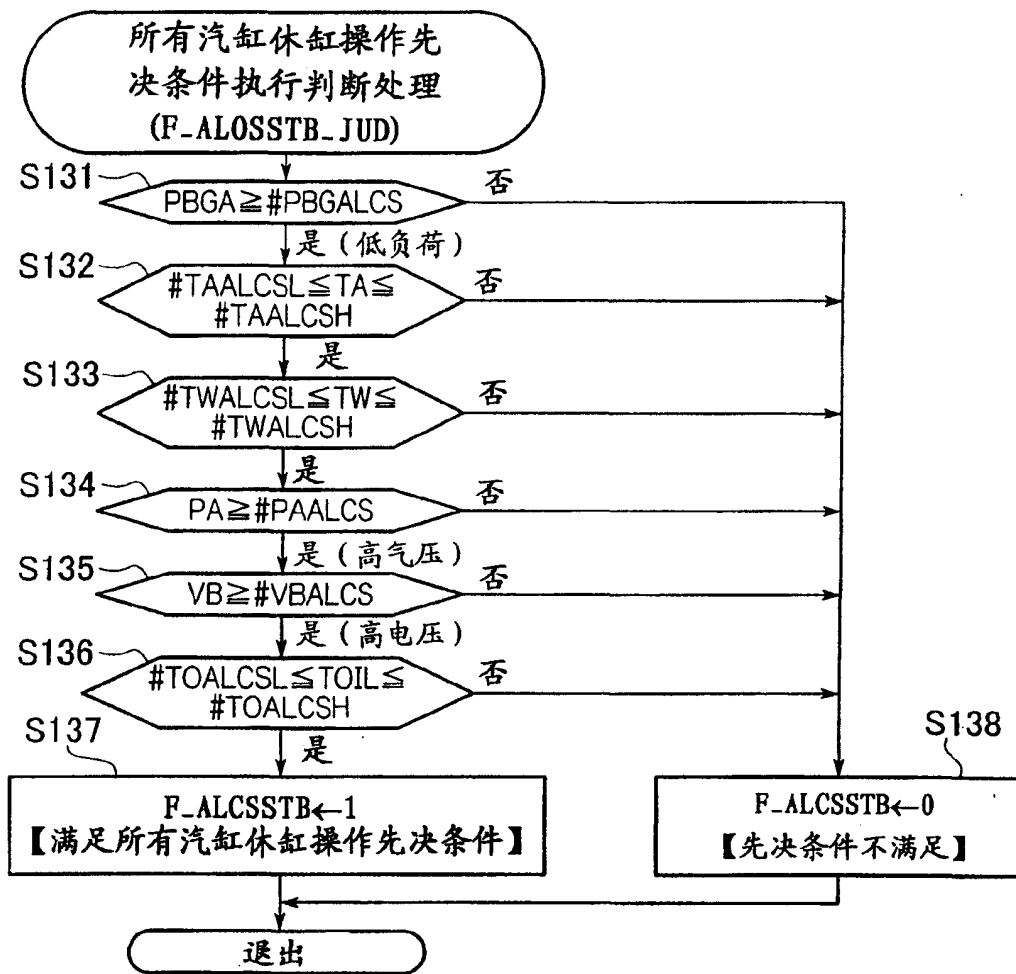 所有汽缸休缸操作先
决条件执行判断处理
(F_ALOSSTB_JUD)
S131
PBGA≧#PBGALCS
否
是(低负荷)
S132
#TAALCSL≦TA≦
#TAALCSH
否
是
S133
#TWALCSL≦TW≦
#TWALCSH
否
是
S134
PA≧#PAALCS
否
是(高气压)
S135
VB≧#VBALCS
否
是(高电压)
S136
#TOALCSL≦TOIL≦
#TOALCSH
否
是
S137
F_ALCSSTB←1
【满足所有汽缸休缸操作先决条件】
S138
F_ALCSSTB←0
【先决条件不满足】
退出